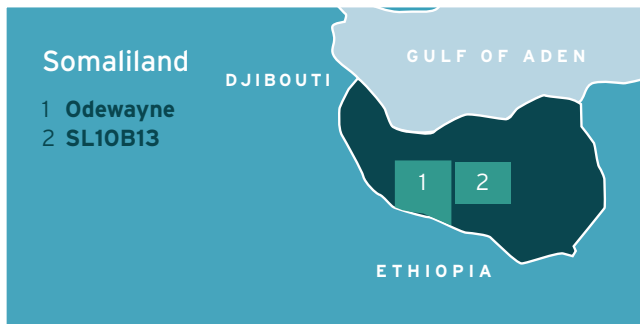 Somaliland
1 Odewayne
2 SL10B13
DJIBOUTI
GULF OF ADEN
1
2
ETHIOPIA